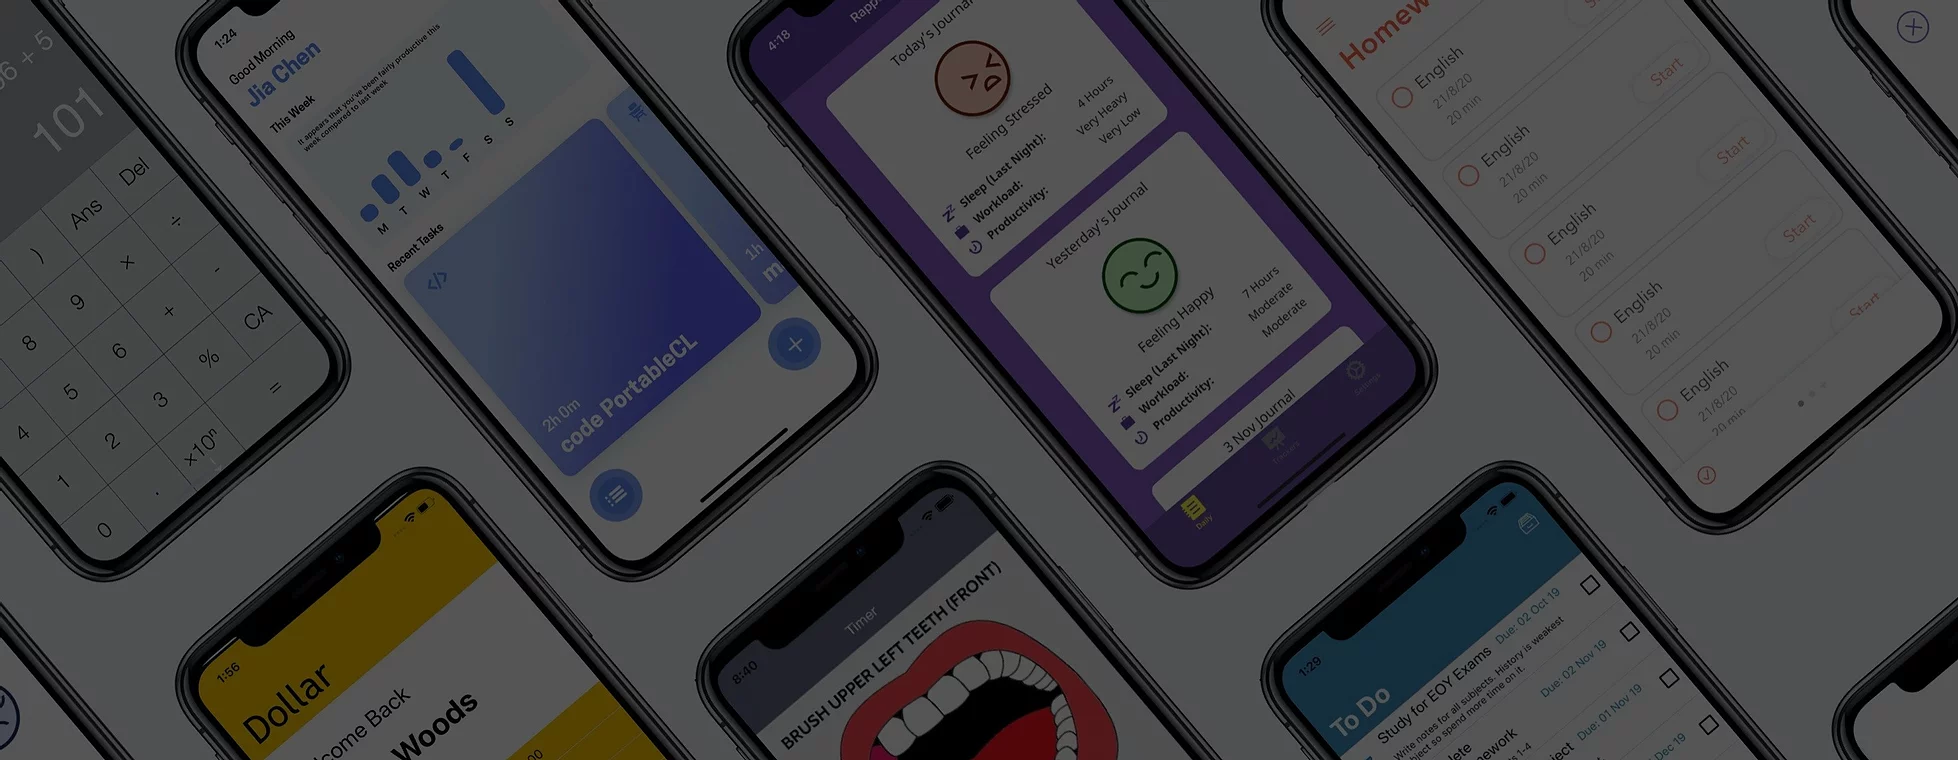 6 + 5
101
Del
Ans
÷
)
×
-
9
+
CA
8
6
%
5
=
4
3
2
×10ⁿ
1
.
0
1:24
Good Morning
Jia Chen
This Week
It appears that you've been fairly productive this
week compared to last week
M T W T F S S
Recent Tasks
</>
2h 0m
code PortableCL
1h
m
4:18
Today's Journal
Feeling Stressed
Sleep (Last Night): 4 Hours
Workload: Very Heavy
Productivity: Very Low
Yesterday's Journal
Feeling Happy
Sleep (Last Night): 7 Hours
Workload: Moderate
Productivity: Moderate
3 Nov Journal
Daily
Settings
Homew
English
21/8/20
20 min
Start
English
21/8/20
20 min
Start
English
21/8/20
20 min
Start
English
21/8/20
20 min
Start
English
21/8/20
20 min
1:56
Dollar
come Back
Woods
00
8:40
Timer
BRUSH UPPER LEFT TEETH (FRONT)
1:29
To Do
Study for EOY Exams
Due: 02 Oct 19
Write notes for all subjects. History is weakest
bject so spend more time on it.
Due: 02 Nov 19
lete
mework
s 1-4
Due: 01 Nov 19
ject
Dec 19